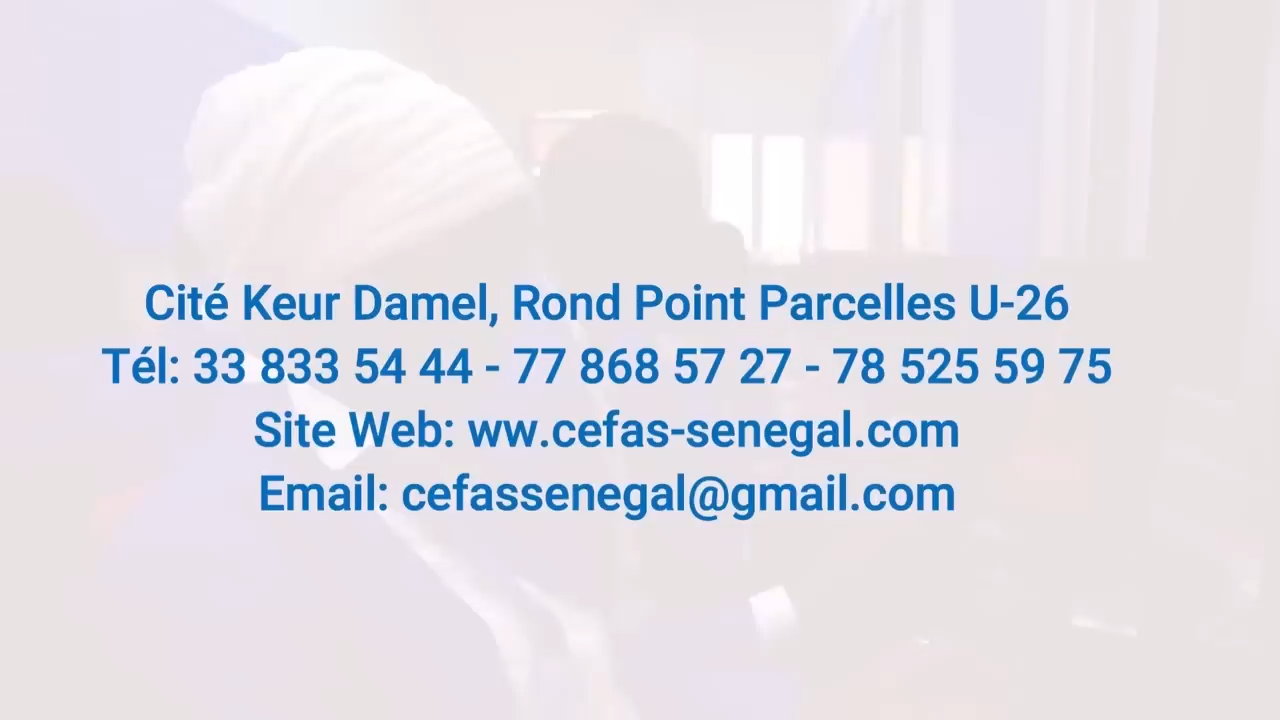 Cité Keur Damel, Rond Point Parcelles U-26
Tél: 33 833 54 44 - 77 868 57 27 - 78 525 59 75
Site Web: ww.cefas-senegal.com
Email: cefassenegal@gmail.com